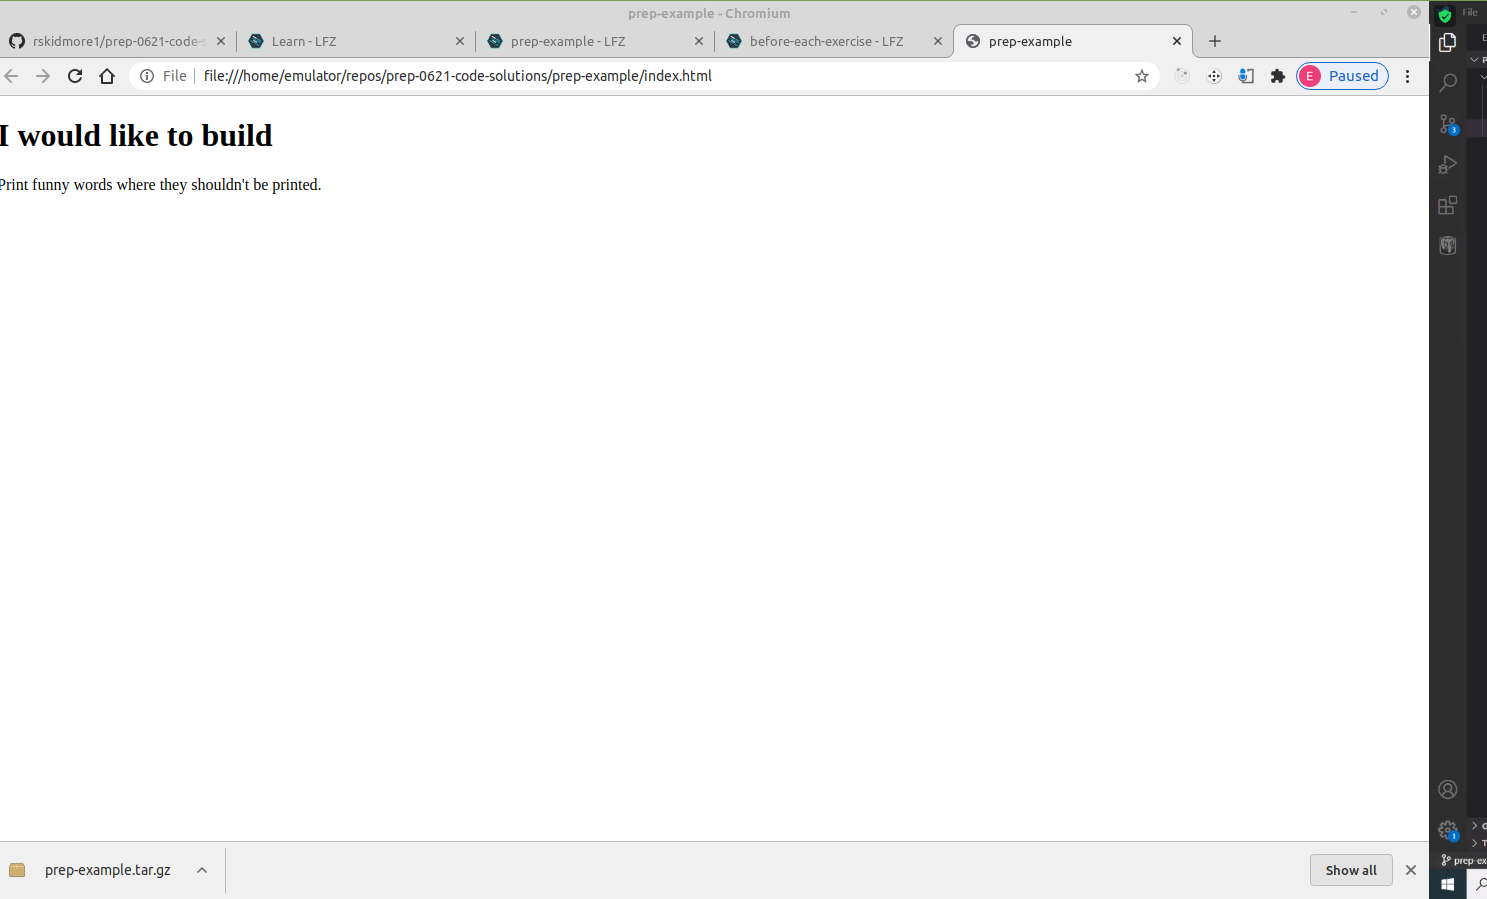 prep-example - Chromium
rskidmore1/prep-0621-code-s
Learn - LFZ
prep-example - LFZ
before-each-exercise - LFZ
prep-example
File
file:///home/emulator/repos/prep-0621-code-solutions/prep-example/index.html
E
Paused
File
I would like to build
Print funny words where they shouldn't be printed.
3
1
prep-ex
prep-example.tar.gz
Show all